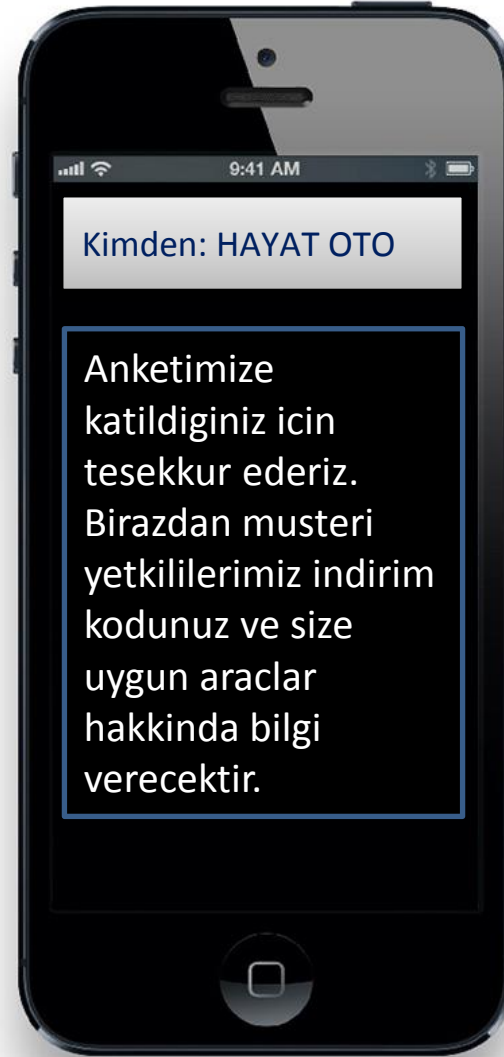 9:41 AM
Kimden: HAYAT OTO
Anketimize
katildiginiz icin
tesekkur ederiz.
Birazdan musteri
yetkililerimiz indirim
kodunuz ve size
uygun araclar
hakkinda bilgi
verecektir.